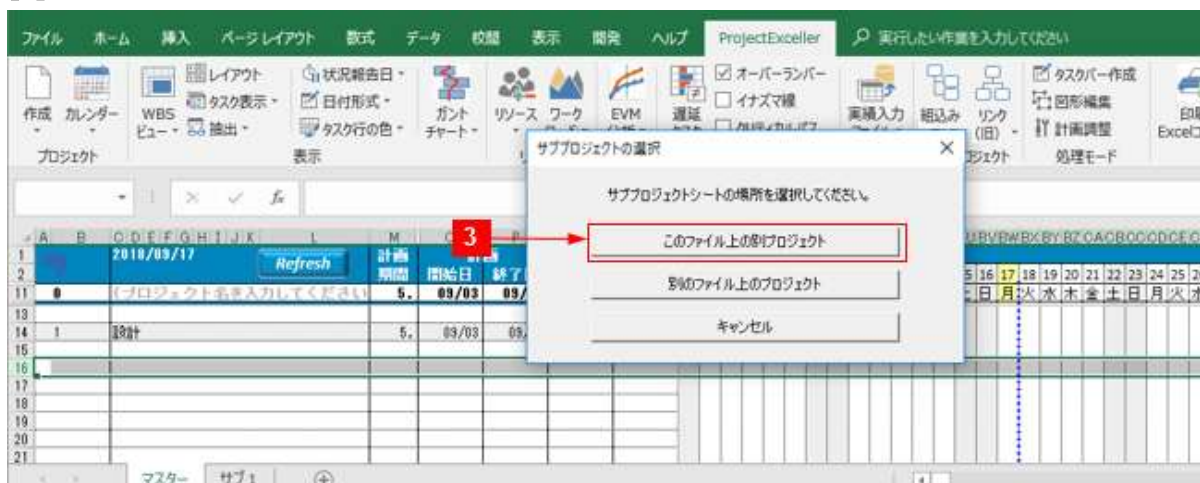 ファイル ホーム 挿入 ページ レイアウト 数式 データ 校閲 表示 開発 ヘルプ ProjectExceller 実行したい作業を入力してください
レイアウト 状況報告日 オーバーランバー タスクバー作成
作成 カレンダー WBS タスク表示 日付形式 ガント リソース ワーク EVM 遅延 イナズマ線 実績入力 組込み リンク 図形編集
ビュー 抽出 タスク行の色 チャート (旧) 計画調整 Excel
プロジェクト 表示 処理モード
サブプロジェクトの選択
サブプロジェクトシートの場所を選択してください。
3
このファイル上の別プロジェクト
別のファイル上のプロジェクト
キャンセル
A B C D E F G H I J K L M
1 2018/09/17 Refresh 計画
2 期間 開始日 終了 16 17 18 19 20 21 22 23 24 25
11 0 (プロジェクト名を入力してください 5. 09/03 09/ 日 月 火 水 木 金 土 日 月 火
13
14 1 設計 5. 09/03 09
15
16
17
18
19
20
21
マスター サブ1